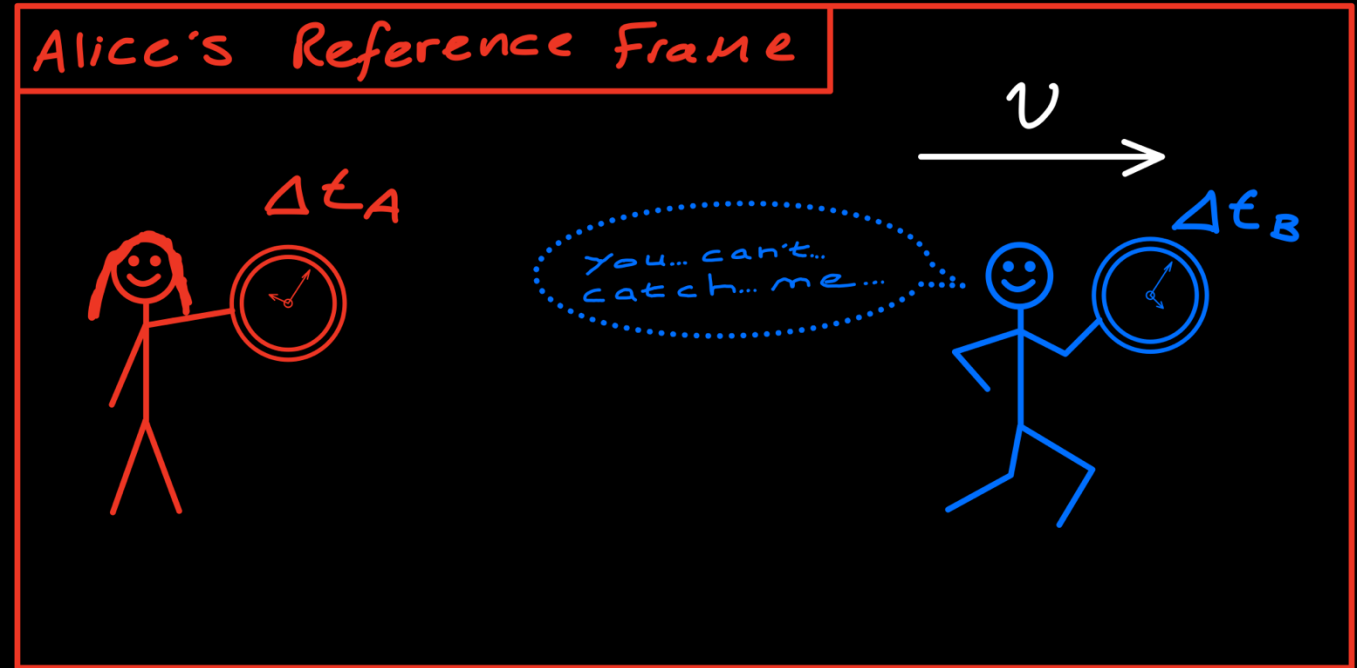 Alice's Reference Frame
v
Δt_A
Δt_B
you... can't...
catch... me...